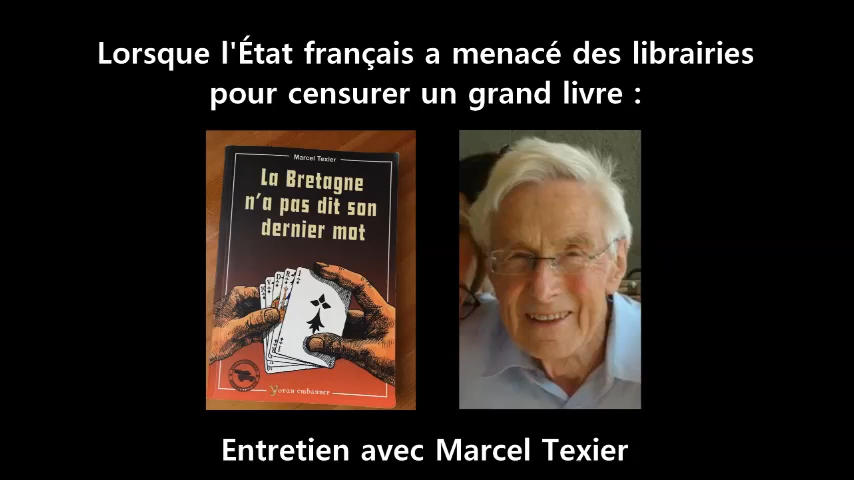 Lorsque l'État français a menacé des librairies
pour censurer un grand livre :
Marcel Texier
La Bretagne
n'a pas dit son
dernier mot
Yoran embanner
Entretien avec Marcel Texier